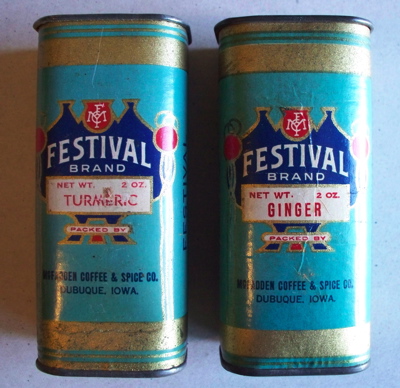 FESTIVAL
BRAND
NET WT. 2 OZ.
TURMERIC
PACKED BY
McFADDEN COFFEE & SPICE CO.
DUBUQUE, IOWA.
FESTIVAL
FESTIVAL
BRAND
NET WT. 2 OZ.
GINGER
PACKED BY
McFADDEN COFFEE & SPICE CO.
DUBUQUE, IOWA.